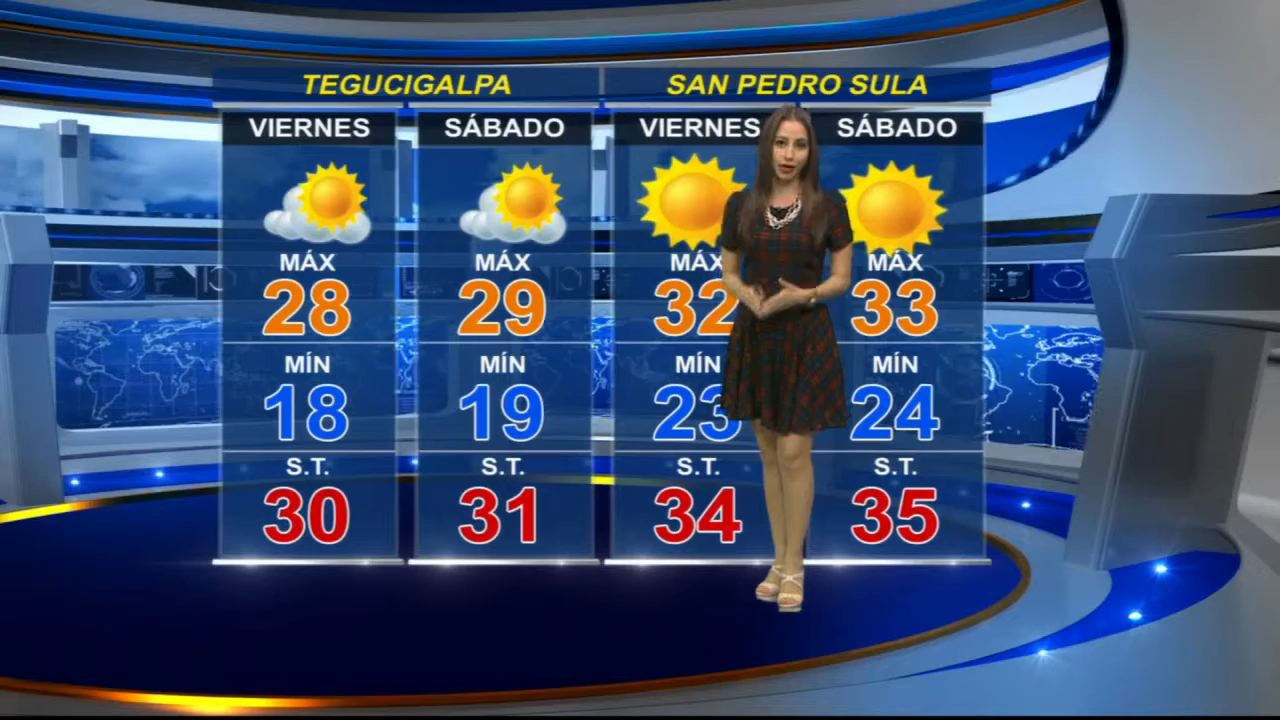 TEGUCIGALPA
VIERNES
SÁBADO
MÁX
28
MÁX
29
MÍN
18
MÍN
19
S.T.
30
S.T.
31
SAN PEDRO SULA
VIERNES
SÁBADO
MÁX
32
MÁX
33
MÍN
23
MÍN
24
S.T.
34
S.T.
35